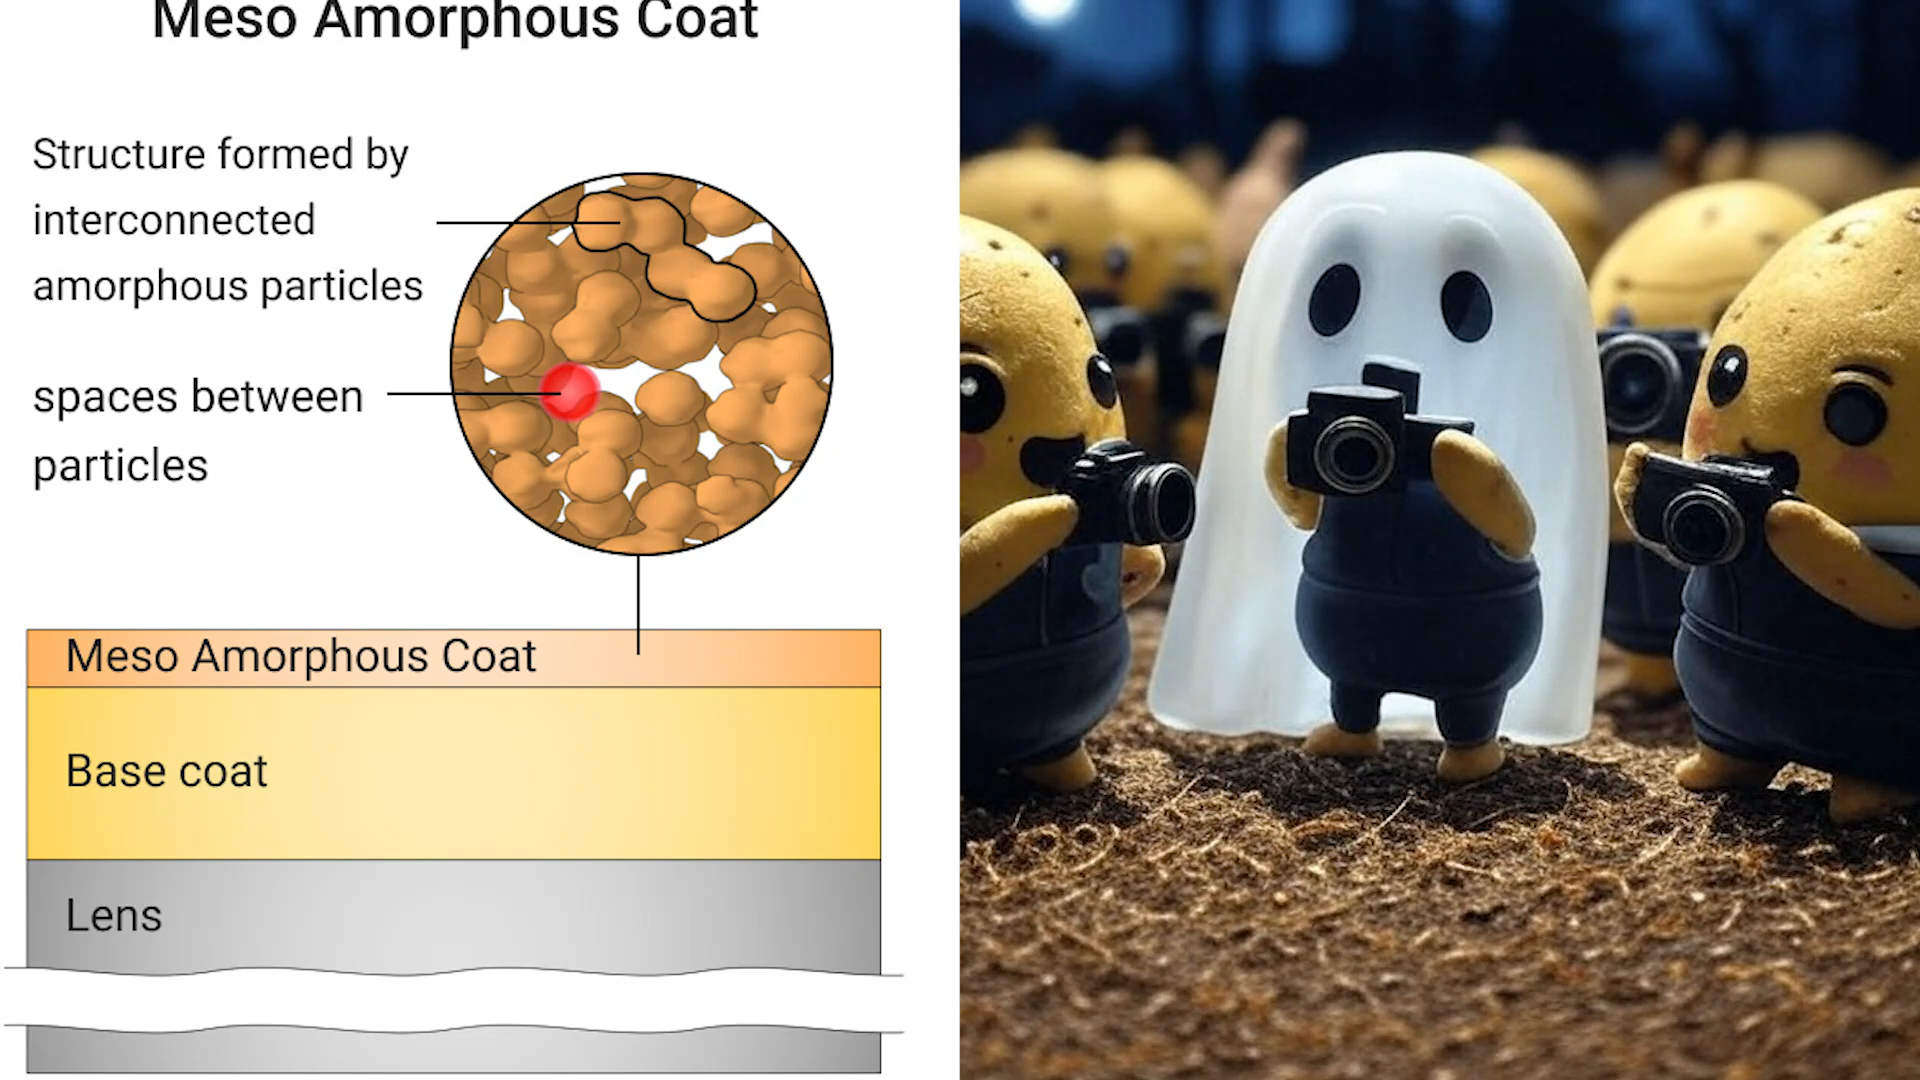 Meso Amorphous Coat
Structure formed by
interconnected
amorphous particles
spaces between
particles
Meso Amorphous Coat
Base coat
Lens